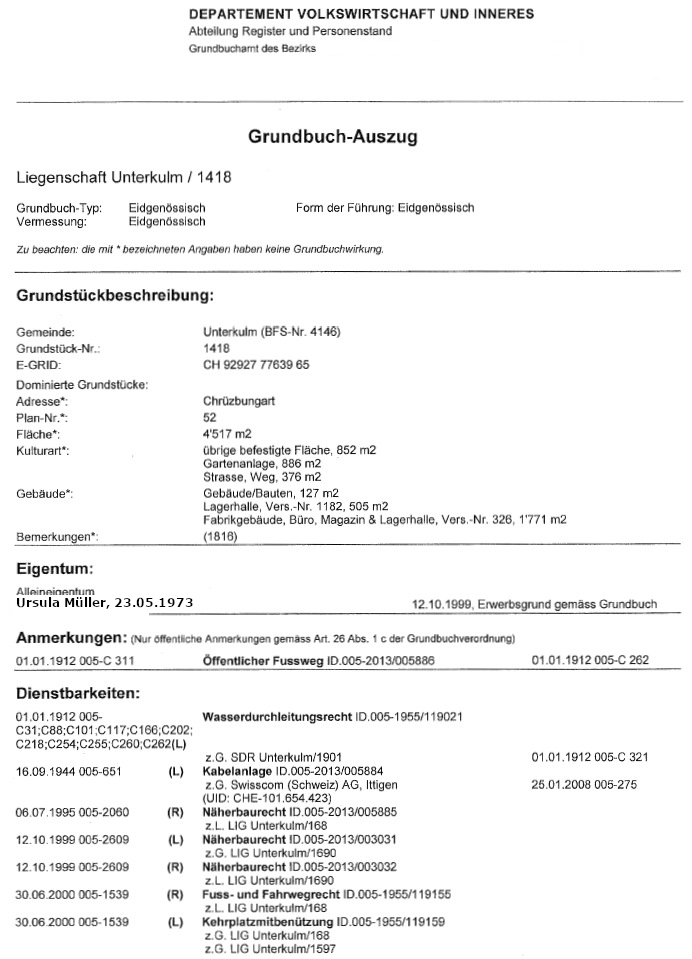 DEPARTEMENT VOLKSWIRTSCHAFT UND INNERES
Abteilung Register und Personenstand
Grundbuchamt des Bezirks
Grundbuch-Auszug
Liegenschaft Unterkulm / 1418
Grundbuch-Typ: Eidgenössisch Form der Führung: Eidgenössisch
Vermessung: Eidgenössisch
Zu beachten: die mit * bezeichneten Angaben haben keine Grundbuchwirkung.
Grundstückbeschreibung:
Gemeinde: Unterkulm (BFS-Nr. 4146)
Grundstück-Nr.: 1418
E-GRID: CH 92927 77639 65
Dominierte Grundstücke:
Adresse*: Chrüzbungart
Plan-Nr.*: 52
Fläche*: 4'517 m2
Kulturart*: übrige befestigte Fläche, 852 m2
Gartenanlage, 886 m2
Strasse, Weg, 376 m2
Gebäude*: Gebäude/Bauten, 127 m2
Lagerhalle, Vers.-Nr. 1182, 505 m2
Fabrikgebäude, Büro, Magazin & Lagerhalle, Vers.-Nr. 326, 1'771 m2
Bemerkungen*: (1816)
Eigentum:
Alleineigentum
Ursula Müller, 23.05.1973 12.10.1999, Erwerbsgrund gemäss Grundbuch
Anmerkungen: (Nur öffentliche Anmerkungen gemäss Art. 26 Abs. 1 c der Grundbuchverordnung)
01.01.1912 005-C 311 Öffentlicher Fussweg ID.005-2013/005886 01.01.1912 005-C 262
Dienstbarkeiten:
01.01.1912 005- Wasserdurchleitungsrecht ID.005-1955/119021
C31;C88;C101;C117;C166;C202;
C218;C254;C255;C260;C262(L)
z.G. SDR Unterkulm/1901 01.01.1912 005-C 321
16.09.1944 005-651 (L) Kabelanlage ID.005-2013/005884
z.G. Swisscom (Schweiz) AG, Ittigen 25.01.2008 005-275
(UID: CHE-101.654.423)
06.07.1995 005-2060 (R) Näherbaurecht ID.005-2013/005885
z.L. LIG Unterkulm/168
12.10.1999 005-2609 (L) Näherbaurecht ID.005-2013/003031
z.G. LIG Unterkulm/1690
12.10.1999 005-2609 (R) Näherbaurecht ID.005-2013/003032
z.L. LIG Unterkulm/1690
30.06.2000 005-1539 (R) Fuss- und Fahrwegrecht ID.005-1955/119155
z.L. LIG Unterkulm/168
30.06.2000 005-1539 (L) Kehrplatzmitbenützung ID.005-1955/119159
z.G. LIG Unterkulm/168
z.G. LIG Unterkulm/1597